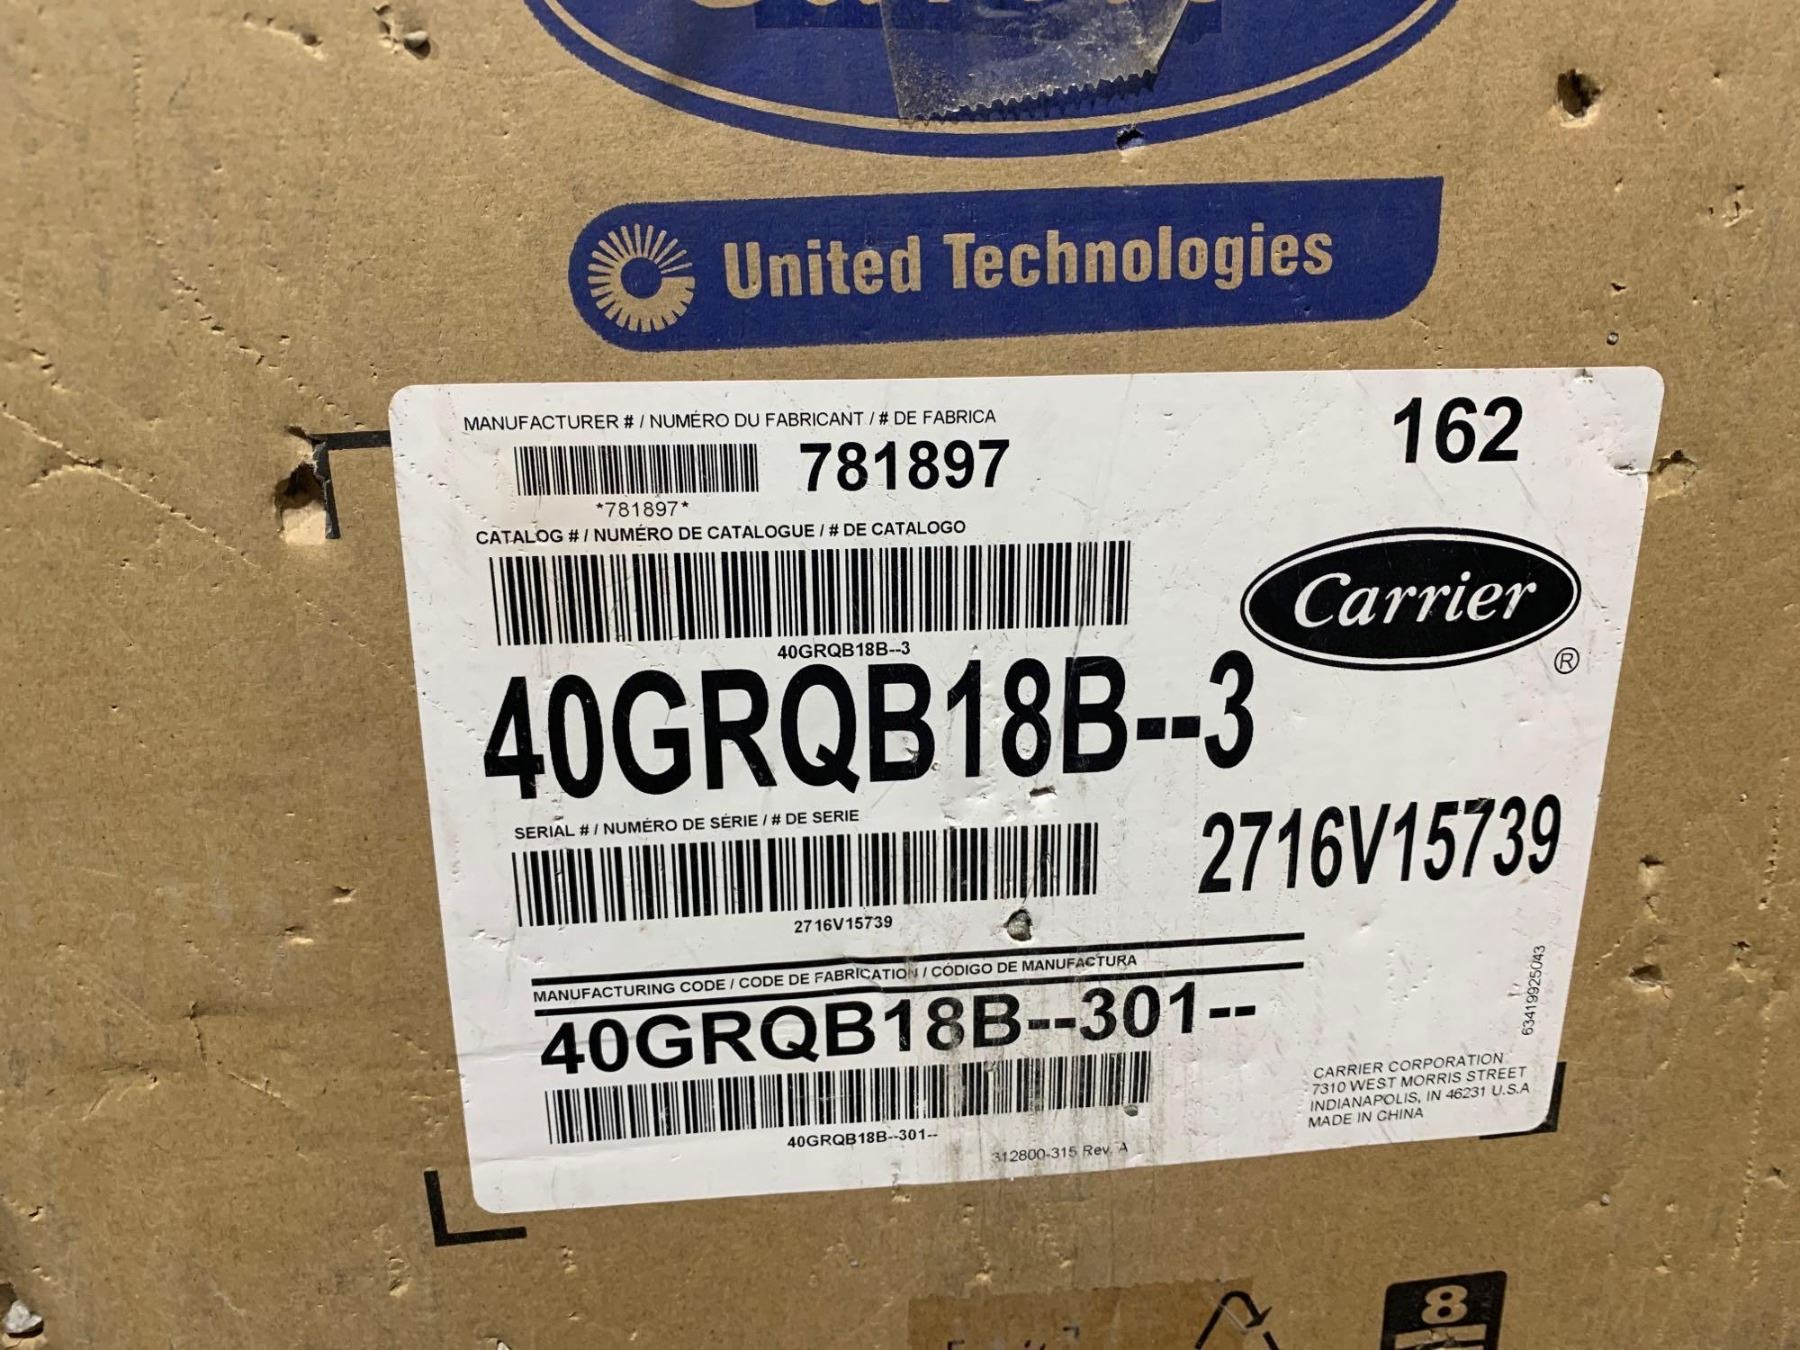 United Technologies
MANUFACTURER # / NUMÉRO DU FABRICANT / # DE FABRICA
162
781897
*781897*
CATALOG # / NUMÉRO DE CATALOGUE / # DE CATALOGO
Carrier
®
40GRQB18B--3
40GRQB18B--3
SERIAL # / NUMÉRO DE SÉRIE / # DE SERIE
2716V15739
2716V15739
MANUFACTURING CODE / CODE DE FABRICATION / CÓDIGO DE MANUFACTURA
40GRQB18B--301--
40GRQB18B--301--
63419925043
CARRIER CORPORATION
7310 WEST MORRIS STREET
INDIANAPOLIS, IN 46231 U.S.A
MADE IN CHINA
312800-315 Rev. A
8